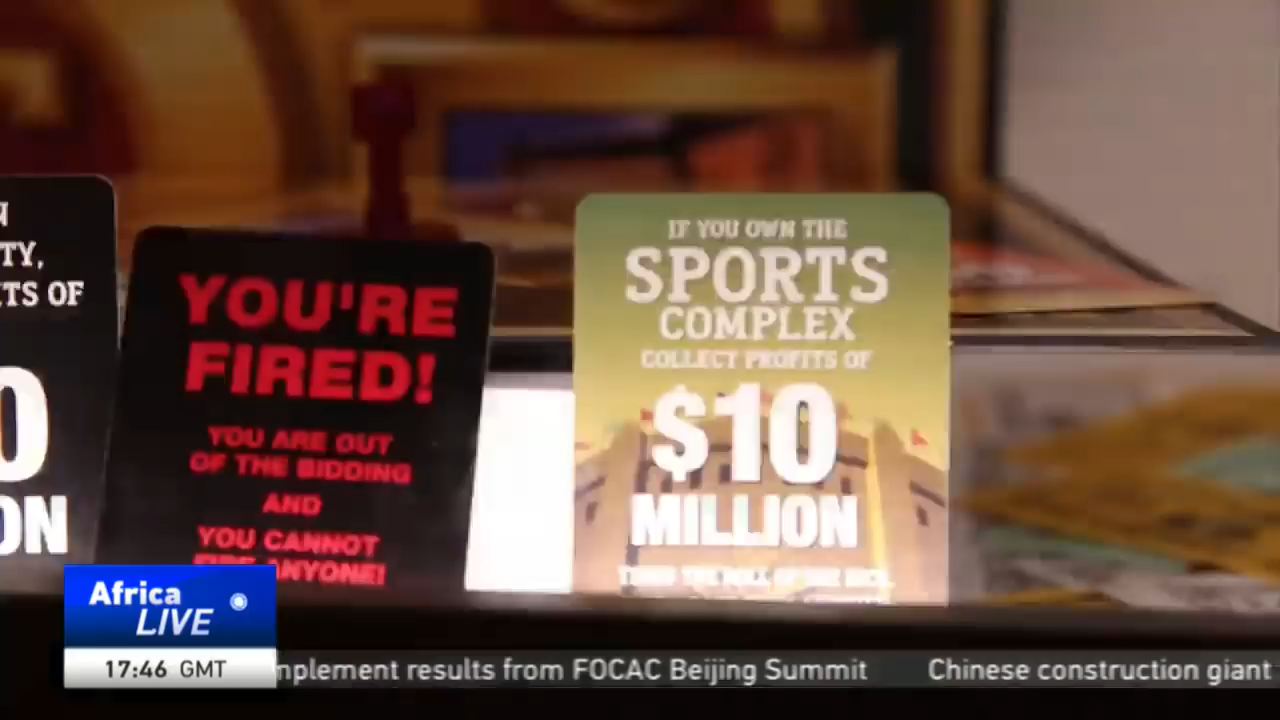 N
TY,
TS OF
0
ON
YOU'RE
FIRED!
YOU ARE OUT
OF THE BIDDING
AND
YOU CANNOT
FIRE ANYONE!
IF YOU OWN THE
SPORTS
COMPLEX
COLLECT PROFITS OF
$10
MILLION
Africa
LIVE
17:46 GMT
mplement results from FOCAC Beijing Summit Chinese construction giant